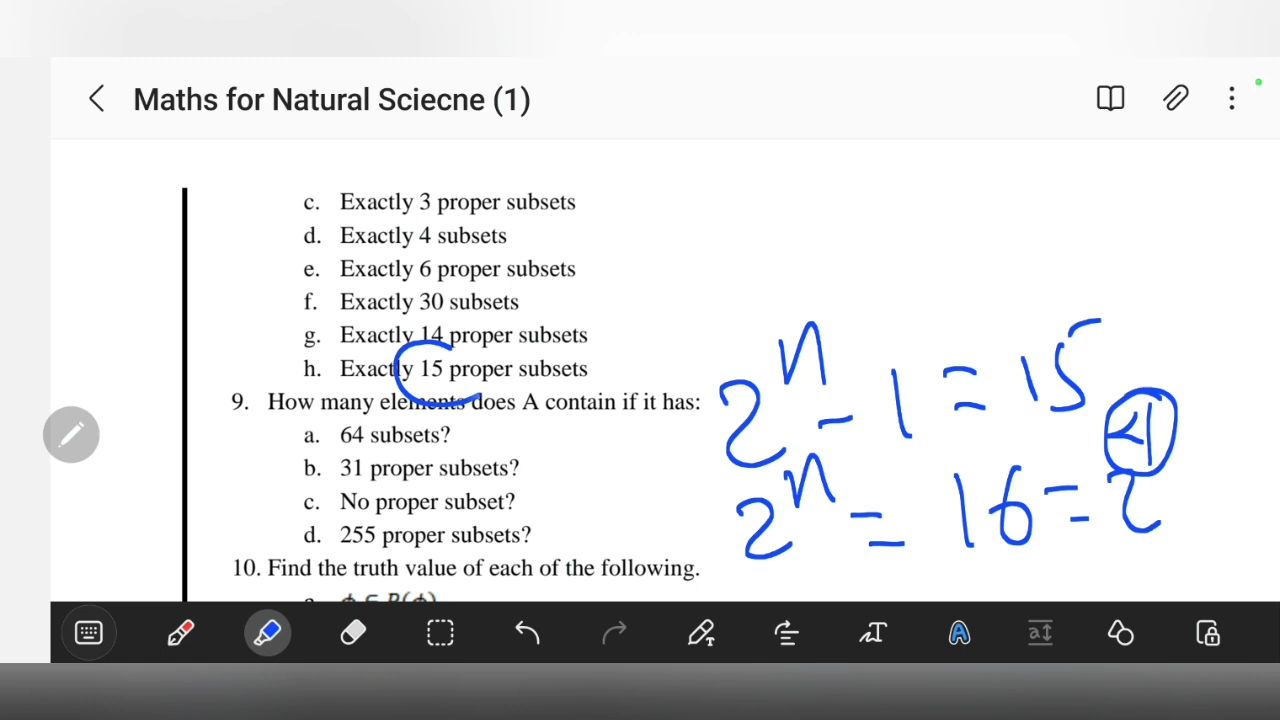 Maths for Natural Sciecne (1)
c. Exactly 3 proper subsets
d. Exactly 4 subsets
e. Exactly 6 proper subsets
f. Exactly 30 subsets
g. Exactly 14 proper subsets
h. Exactly 15 proper subsets
9. How many elements does A contain if it has:
a. 64 subsets?
b. 31 proper subsets?
c. No proper subset?
d. 255 proper subsets?
10. Find the truth value of each of the following.
2ⁿ - 1 = 15
2ⁿ = 16 = 2⁴